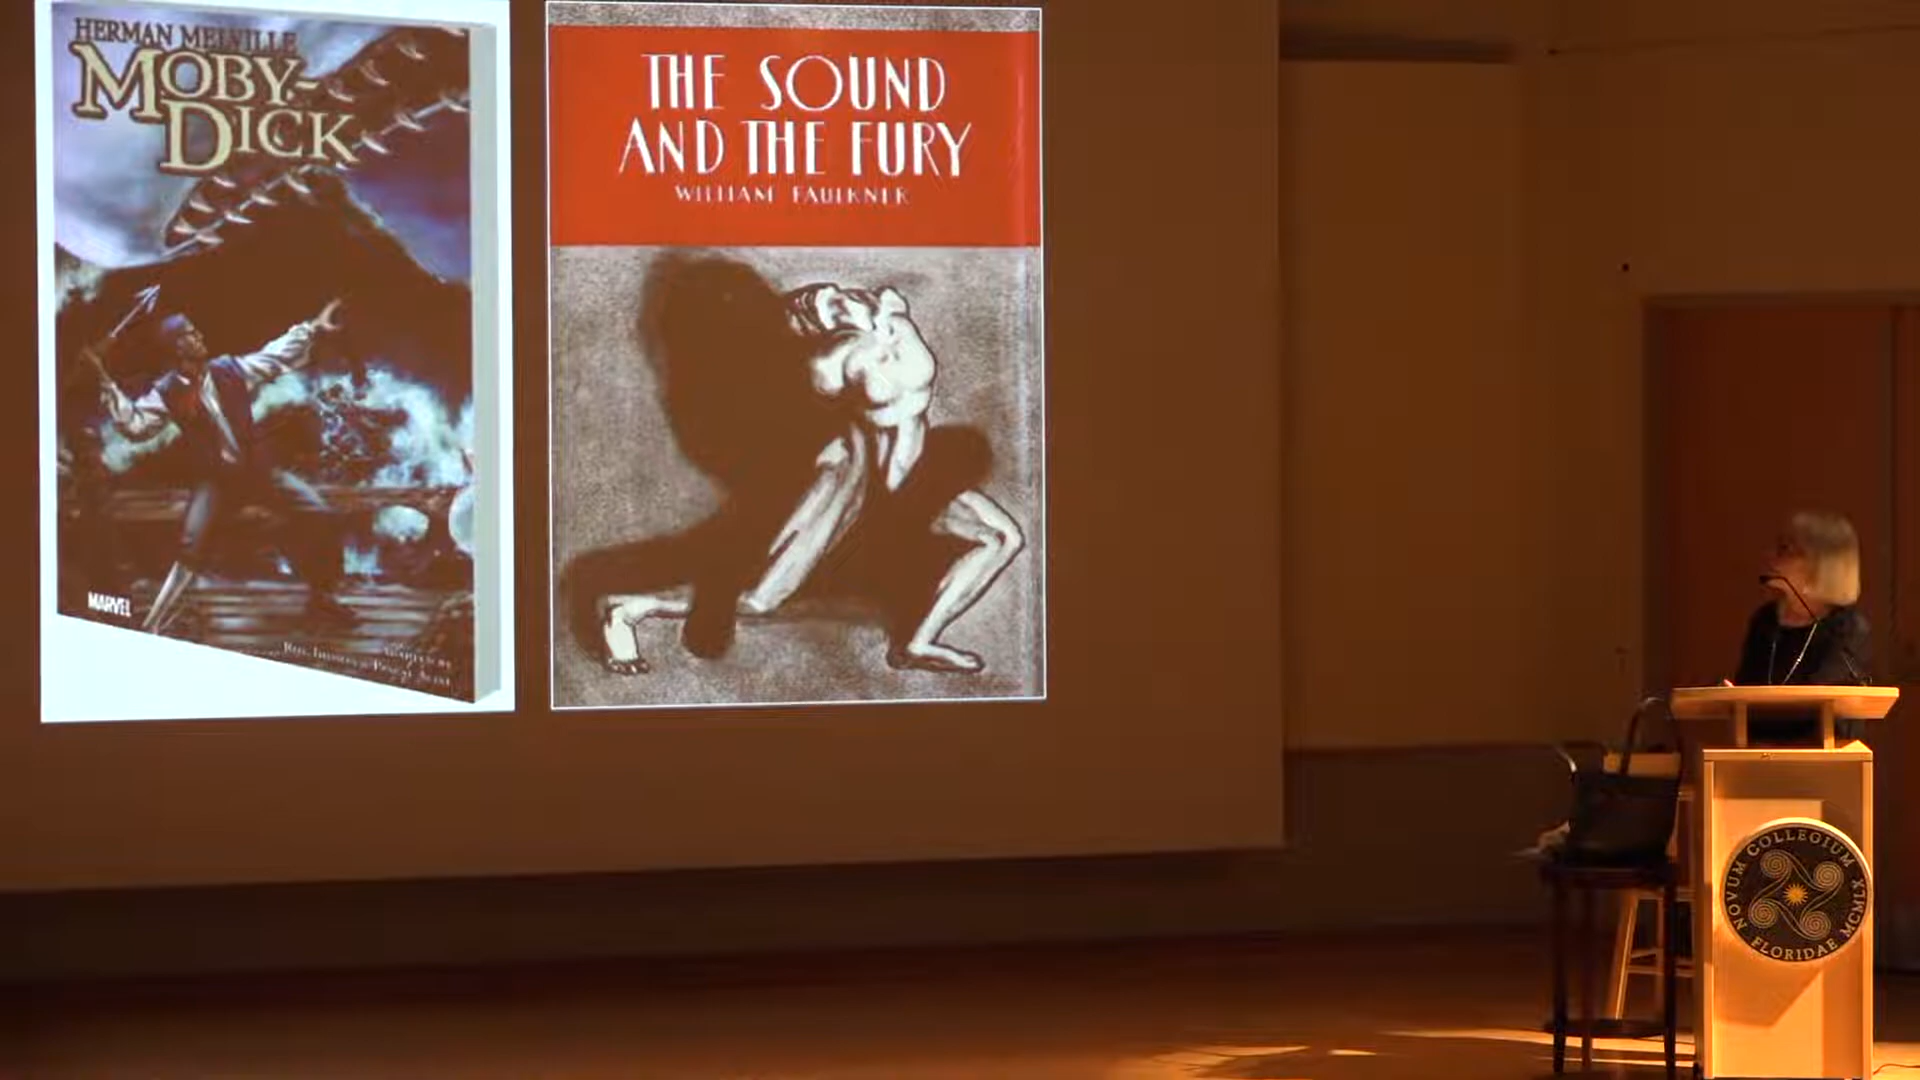 HERMAN MELVILLE
MOBY-
DICK
MARVEL
THE SOUND
AND THE FURY
WILLIAM FAULKNER
NOVUM COLLEGIUM FLORIDAE MCMLX